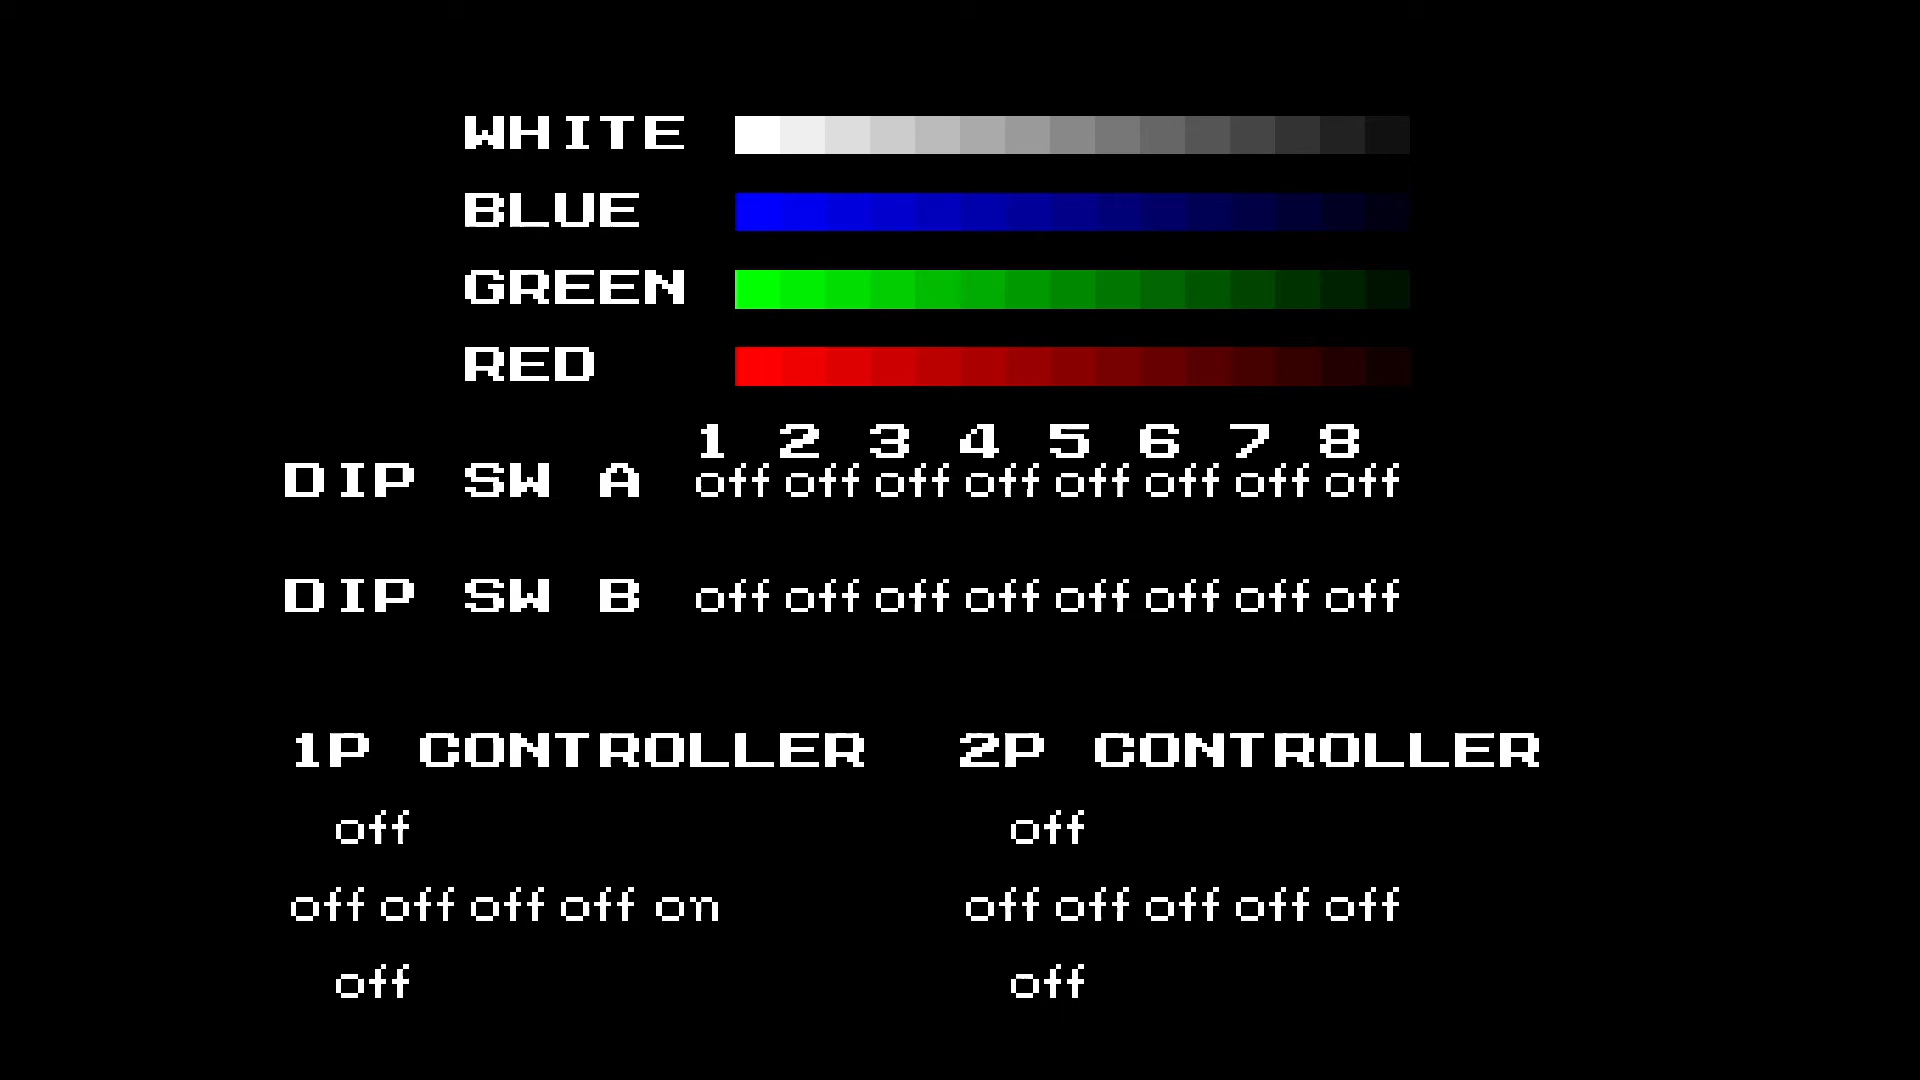 WHITE
BLUE
GREEN
RED
1 2 3 4 5 6 7 8
DIP SW A off off off off off off off off
DIP SW B off off off off off off off off
1P CONTROLLER 2P CONTROLLER
off off
off off off off on off off off off off
off off